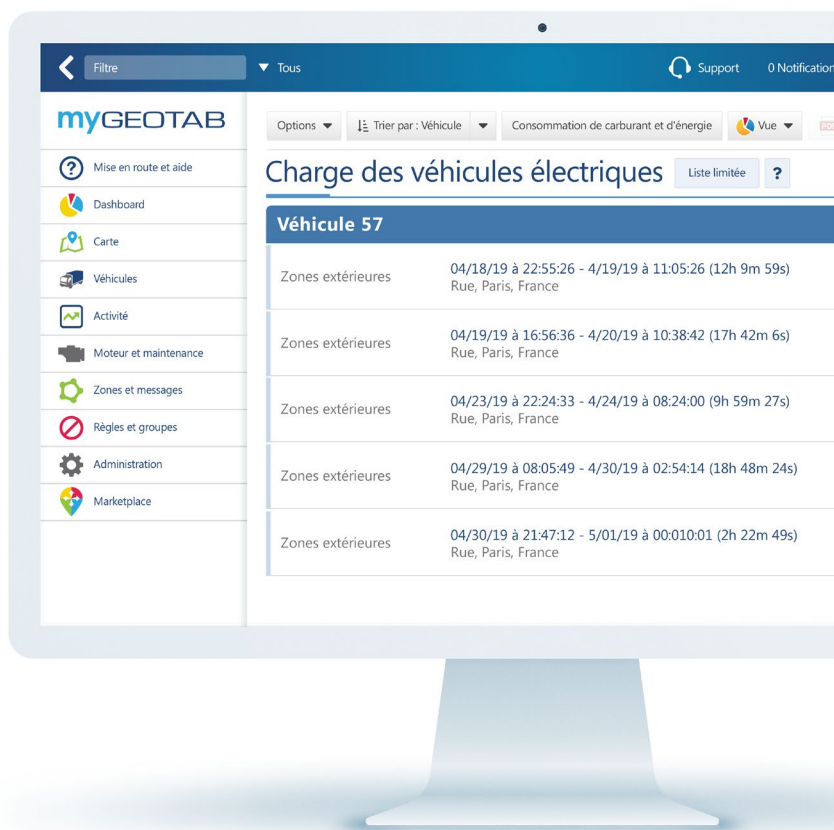 Filtre
Tous
Support
0 Notification
myGEOTAB
Options
Trier par : Véhicule
Consommation de carburant et d'énergie
Vue
Mise en route et aide
Dashboard
Carte
Véhicules
Activité
Moteur et maintenance
Zones et messages
Règles et groupes
Administration
Marketplace
Charge des véhicules électriques
Liste limitée
?
Véhicule 57
Zones extérieures
04/18/19 à 22:55:26 - 4/19/19 à 11:05:26 (12h 9m 59s)
Rue, Paris, France
Zones extérieures
04/19/19 à 16:56:36 - 4/20/19 à 10:38:42 (17h 42m 6s)
Rue, Paris, France
Zones extérieures
04/23/19 à 22:24:33 - 4/24/19 à 08:24:00 (9h 59m 27s)
Rue, Paris, France
Zones extérieures
04/29/19 à 08:05:49 - 4/30/19 à 02:54:14 (18h 48m 24s)
Rue, Paris, France
Zones extérieures
04/30/19 à 21:47:12 - 5/01/19 à 00:010:01 (2h 22m 49s)
Rue, Paris, France